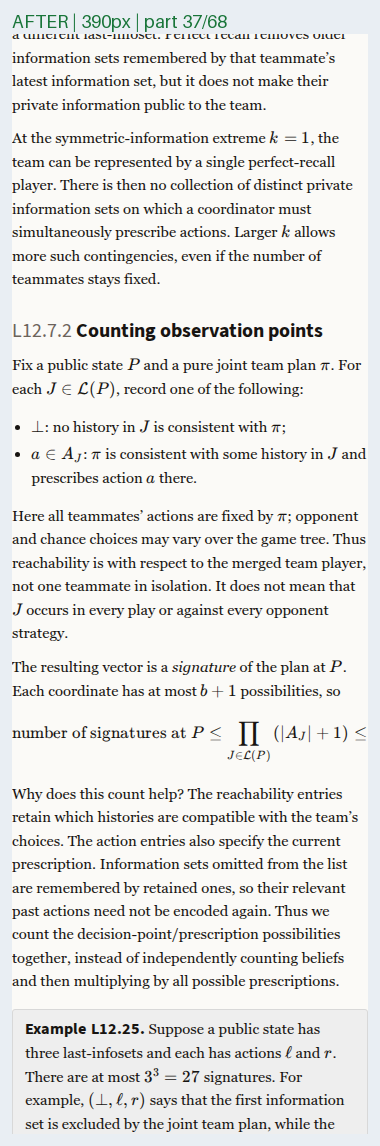 AFTER | 390px | part 37/68
a different last-infoset. Perfect recall removes older
information sets remembered by that teammate's
latest information set, but it does not make their
private information public to the team.
At the symmetric-information extreme k = 1, the
team can be represented by a single perfect-recall
player. There is then no collection of distinct private
information sets on which a coordinator must
simultaneously prescribe actions. Larger k allows
more such contingencies, even if the number of
teammates stays fixed.
L12.7.2 Counting observation points
Fix a public state P and a pure joint team plan π. For
each J ∈ ℒ(P), record one of the following:
• ⊥: no history in J is consistent with π;
• a ∈ A_J: π is consistent with some history in J and
prescribes action a there.
Here all teammates' actions are fixed by π; opponent
and chance choices may vary over the game tree. Thus
reachability is with respect to the merged team player,
not one teammate in isolation. It does not mean that
J occurs in every play or against every opponent
strategy.
The resulting vector is a signature of the plan at P.
Each coordinate has at most b + 1 possibilities, so
number of signatures at P ≤ ∏_{J∈ℒ(P)} (|A_J| + 1) ≤
Why does this count help? The reachability entries
retain which histories are compatible with the team's
choices. The action entries also specify the current
prescription. Information sets omitted from the list
are remembered by retained ones, so their relevant
past actions need not be encoded again. Thus we
count the decision-point/prescription possibilities
together, instead of independently counting beliefs
and then multiplying by all possible prescriptions.
Example L12.25. Suppose a public state has
three last-infosets and each has actions ℓ and r.
There are at most 3³ = 27 signatures. For
example, (⊥, ℓ, r) says that the first information
set is excluded by the joint team plan, while the